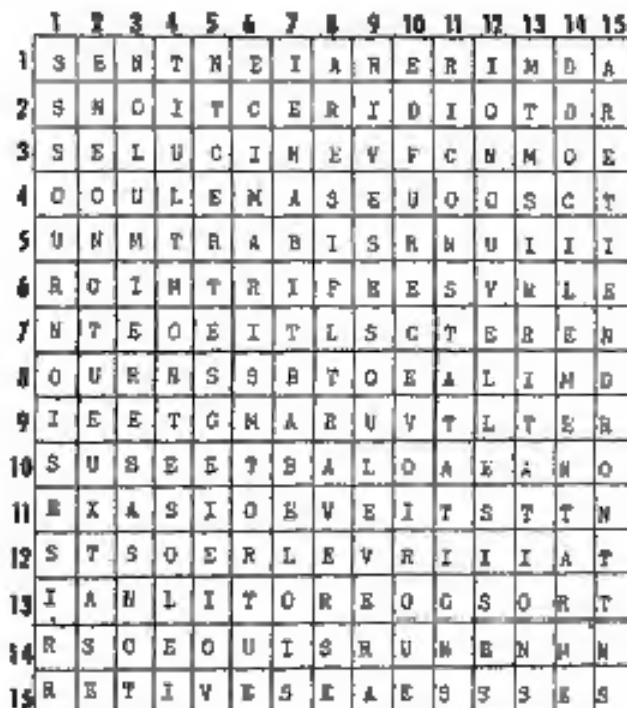 1 2 3 4 5 6 7 8 9 10 11 12 13 14 15
1 S E N T N E I A R E R I M D A
2 S N O I T C E R I D I O T D R
3 S E L U C I N E V F C N M O E
4 O O U L E M A S E U O O S C T
5 U N M T R A B I S R N U I I I
6 R O I N T R I F E E S V M L E
7 N T E O E I T L S C T E R E N
8 O U R R S S B T O E A L I M D
9 I E E T G M A R U V T L T E R
10 S U S E E T B A L O A E A N O
11 E X A S I O E V E I T S T T N
12 S T S O E R L E V R I I I A T
13 I A N L I T O R E O G S O R T
14 R S C E O U I S R U N E N M N
15 R E T I V E S E A E S S S E S